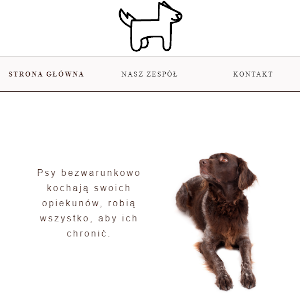 STRONA GŁÓWNA NASZ ZESPÓŁ KONTAKT
Psy bezwarunkowo
kochają swoich
opiekunów, robią
wszystko, aby ich
chronić.